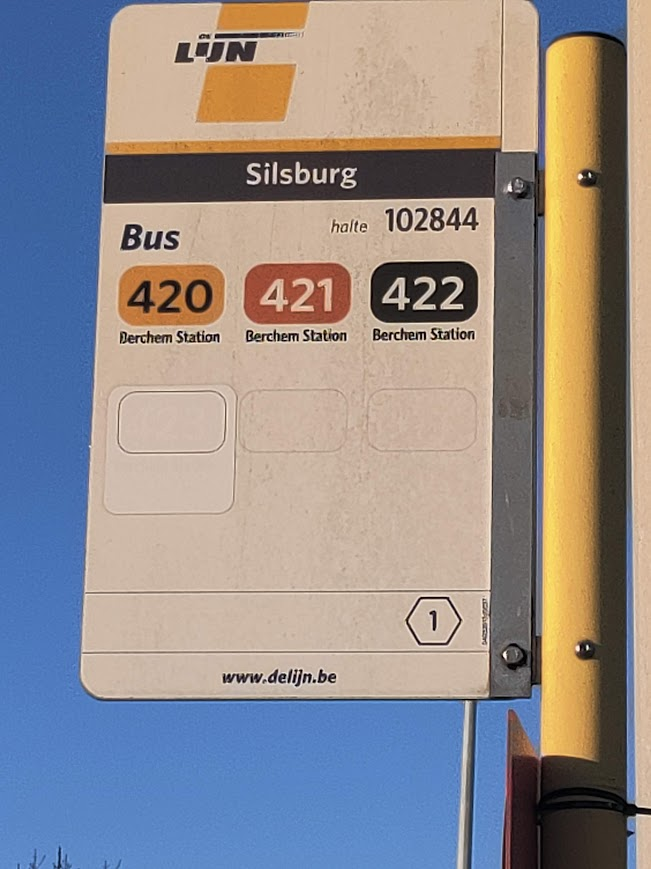 DE
LIJN
Silsburg
Bus
halte 102844
420 421 422
Berchem Station Berchem Station Berchem Station
1
www.delijn.be